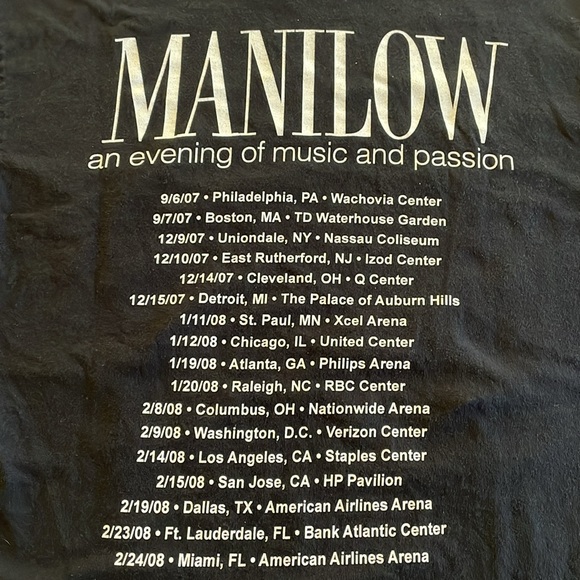 MANILOW
an evening of music and passion
9/6/07 • Philadelphia, PA • Wachovia Center
9/7/07 • Boston, MA • TD Waterhouse Garden
12/9/07 • Uniondale, NY • Nassau Coliseum
12/10/07 • East Rutherford, NJ • Izod Center
12/14/07 • Cleveland, OH • Q Center
12/15/07 • Detroit, MI • The Palace of Auburn Hills
1/11/08 • St. Paul, MN • Xcel Arena
1/12/08 • Chicago, IL • United Center
1/19/08 • Atlanta, GA • Philips Arena
1/20/08 • Raleigh, NC • RBC Center
2/8/08 • Columbus, OH • Nationwide Arena
2/9/08 • Washington, D.C. • Verizon Center
2/14/08 • Los Angeles, CA • Staples Center
2/15/08 • San Jose, CA • HP Pavilion
2/19/08 • Dallas, TX • American Airlines Arena
2/23/08 • Ft. Lauderdale, FL • Bank Atlantic Center
2/24/08 • Miami, FL • American Airlines Arena